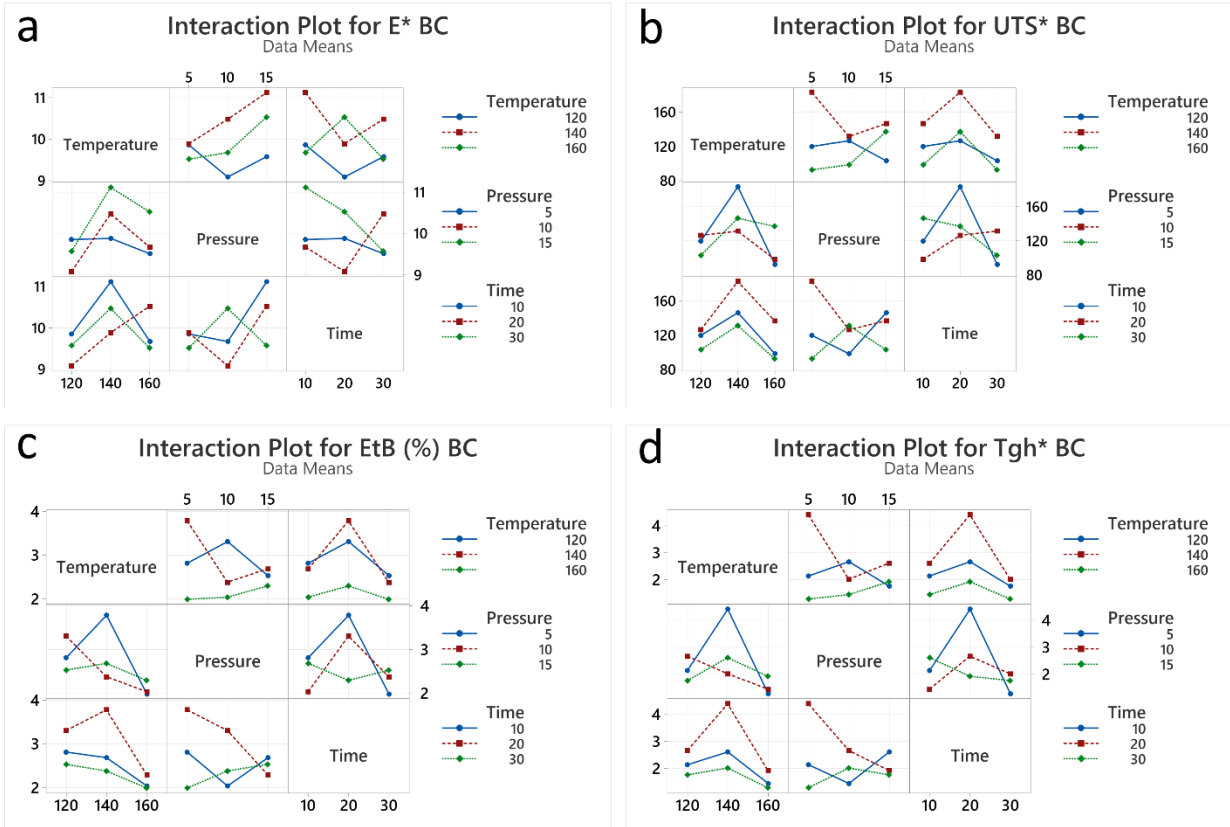 a
Interaction Plot for E* BC
Data Means
5 10 15
11
10
9
Temperature
Temperature
120
140
160
Pressure
11
10
9
Pressure
5
10
15
11
10
9
Time
Time
10
20
30
120 140 160
10 20 30
b
Interaction Plot for UTS* BC
Data Means
5 10 15
160
120
80
Temperature
Temperature
120
140
160
Pressure
160
120
80
Pressure
5
10
15
160
120
80
Time
Time
10
20
30
120 140 160
10 20 30
c
Interaction Plot for EtB (%) BC
Data Means
5 10 15
4
3
2
Temperature
Temperature
120
140
160
Pressure
4
3
2
Pressure
5
10
15
4
3
2
Time
Time
10
20
30
120 140 160
10 20 30
d
Interaction Plot for Tgh* BC
Data Means
5 10 15
4
3
2
Temperature
Temperature
120
140
160
Pressure
4
3
2
Pressure
5
10
15
4
3
2
Time
Time
10
20
30
120 140 160
10 20 30